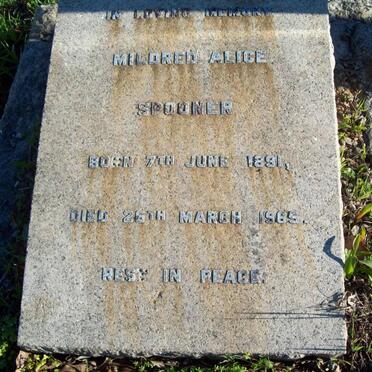 IN LOVING MEMORY
MILDRED ALICE.
SPOONER
BORN 7TH JUNE 1891,
DIED 25TH MARCH 1965.
REST IN PEACE.